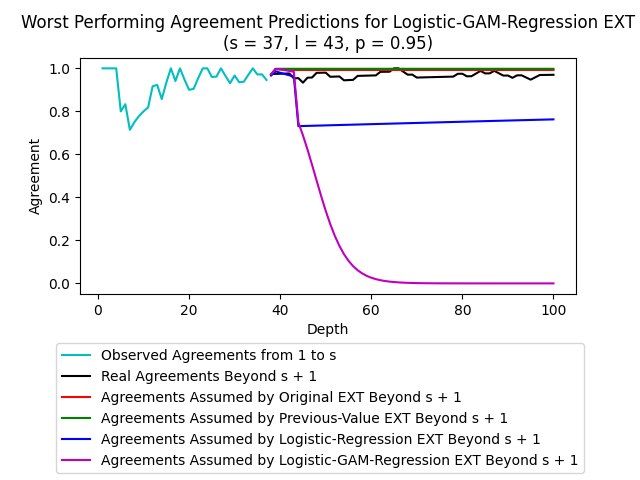 Worst Performing Agreement Predictions for Logistic-GAM-Regression EXT
(s = 37, l = 43, p = 0.95)
1.0
0.8
0.6
0.4
0.2
0.0
Agreement
0 20 40 60 80 100
Depth
Observed Agreements from 1 to s
Real Agreements Beyond s + 1
Agreements Assumed by Original EXT Beyond s + 1
Agreements Assumed by Previous-Value EXT Beyond s + 1
Agreements Assumed by Logistic-Regression EXT Beyond s + 1
Agreements Assumed by Logistic-GAM-Regression EXT Beyond s + 1